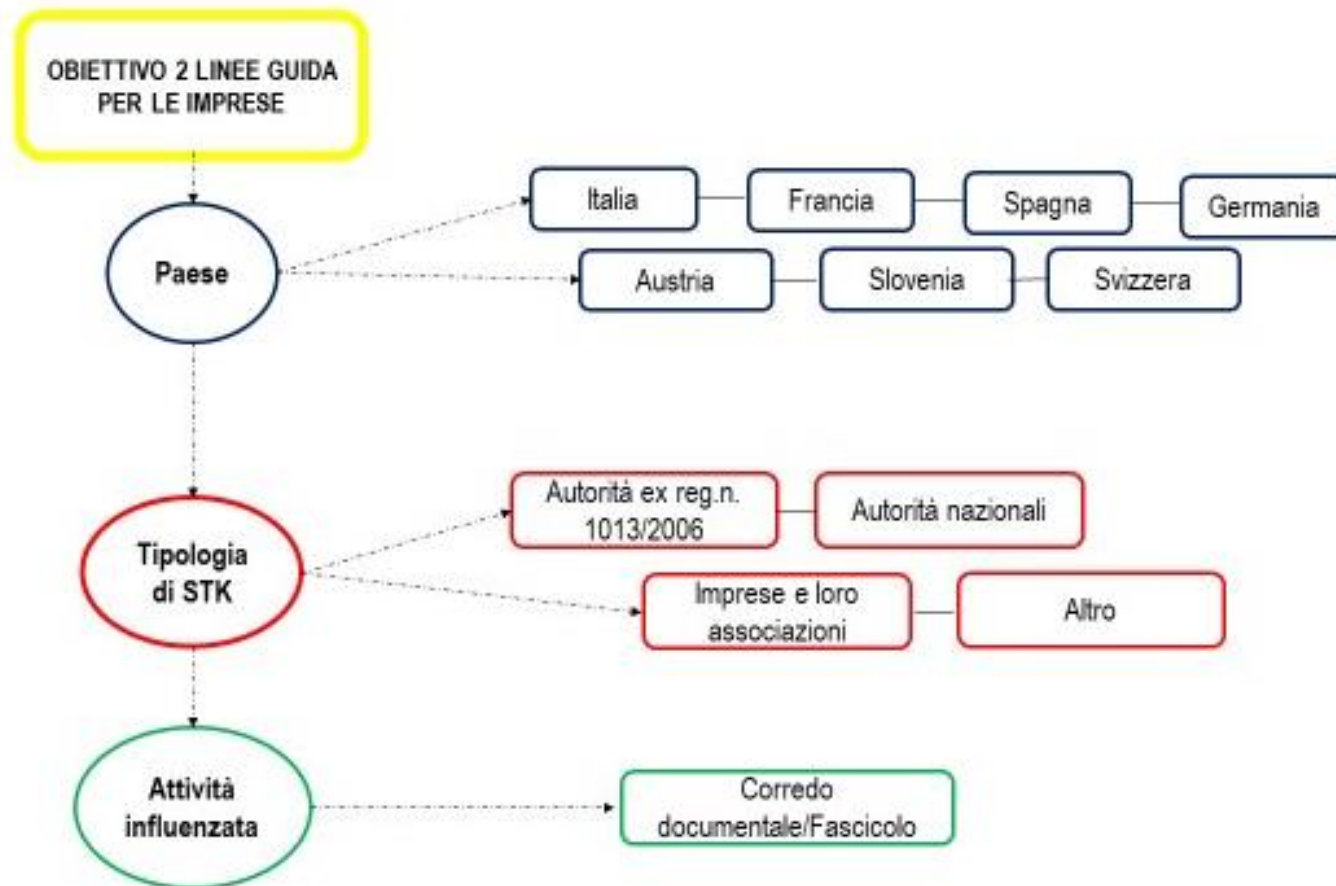 OBIETTIVO 2 LINEE GUIDA
PER LE IMPRESE
Paese
Italia
Francia
Spagna
Germania
Austria
Slovenia
Svizzera
Tipologia
di STK
Autorità ex reg.n.
1013/2006
Autorità nazionali
Imprese e loro
associazioni
Altro
Attività
influenzata
Corredo
documentale/Fascicolo